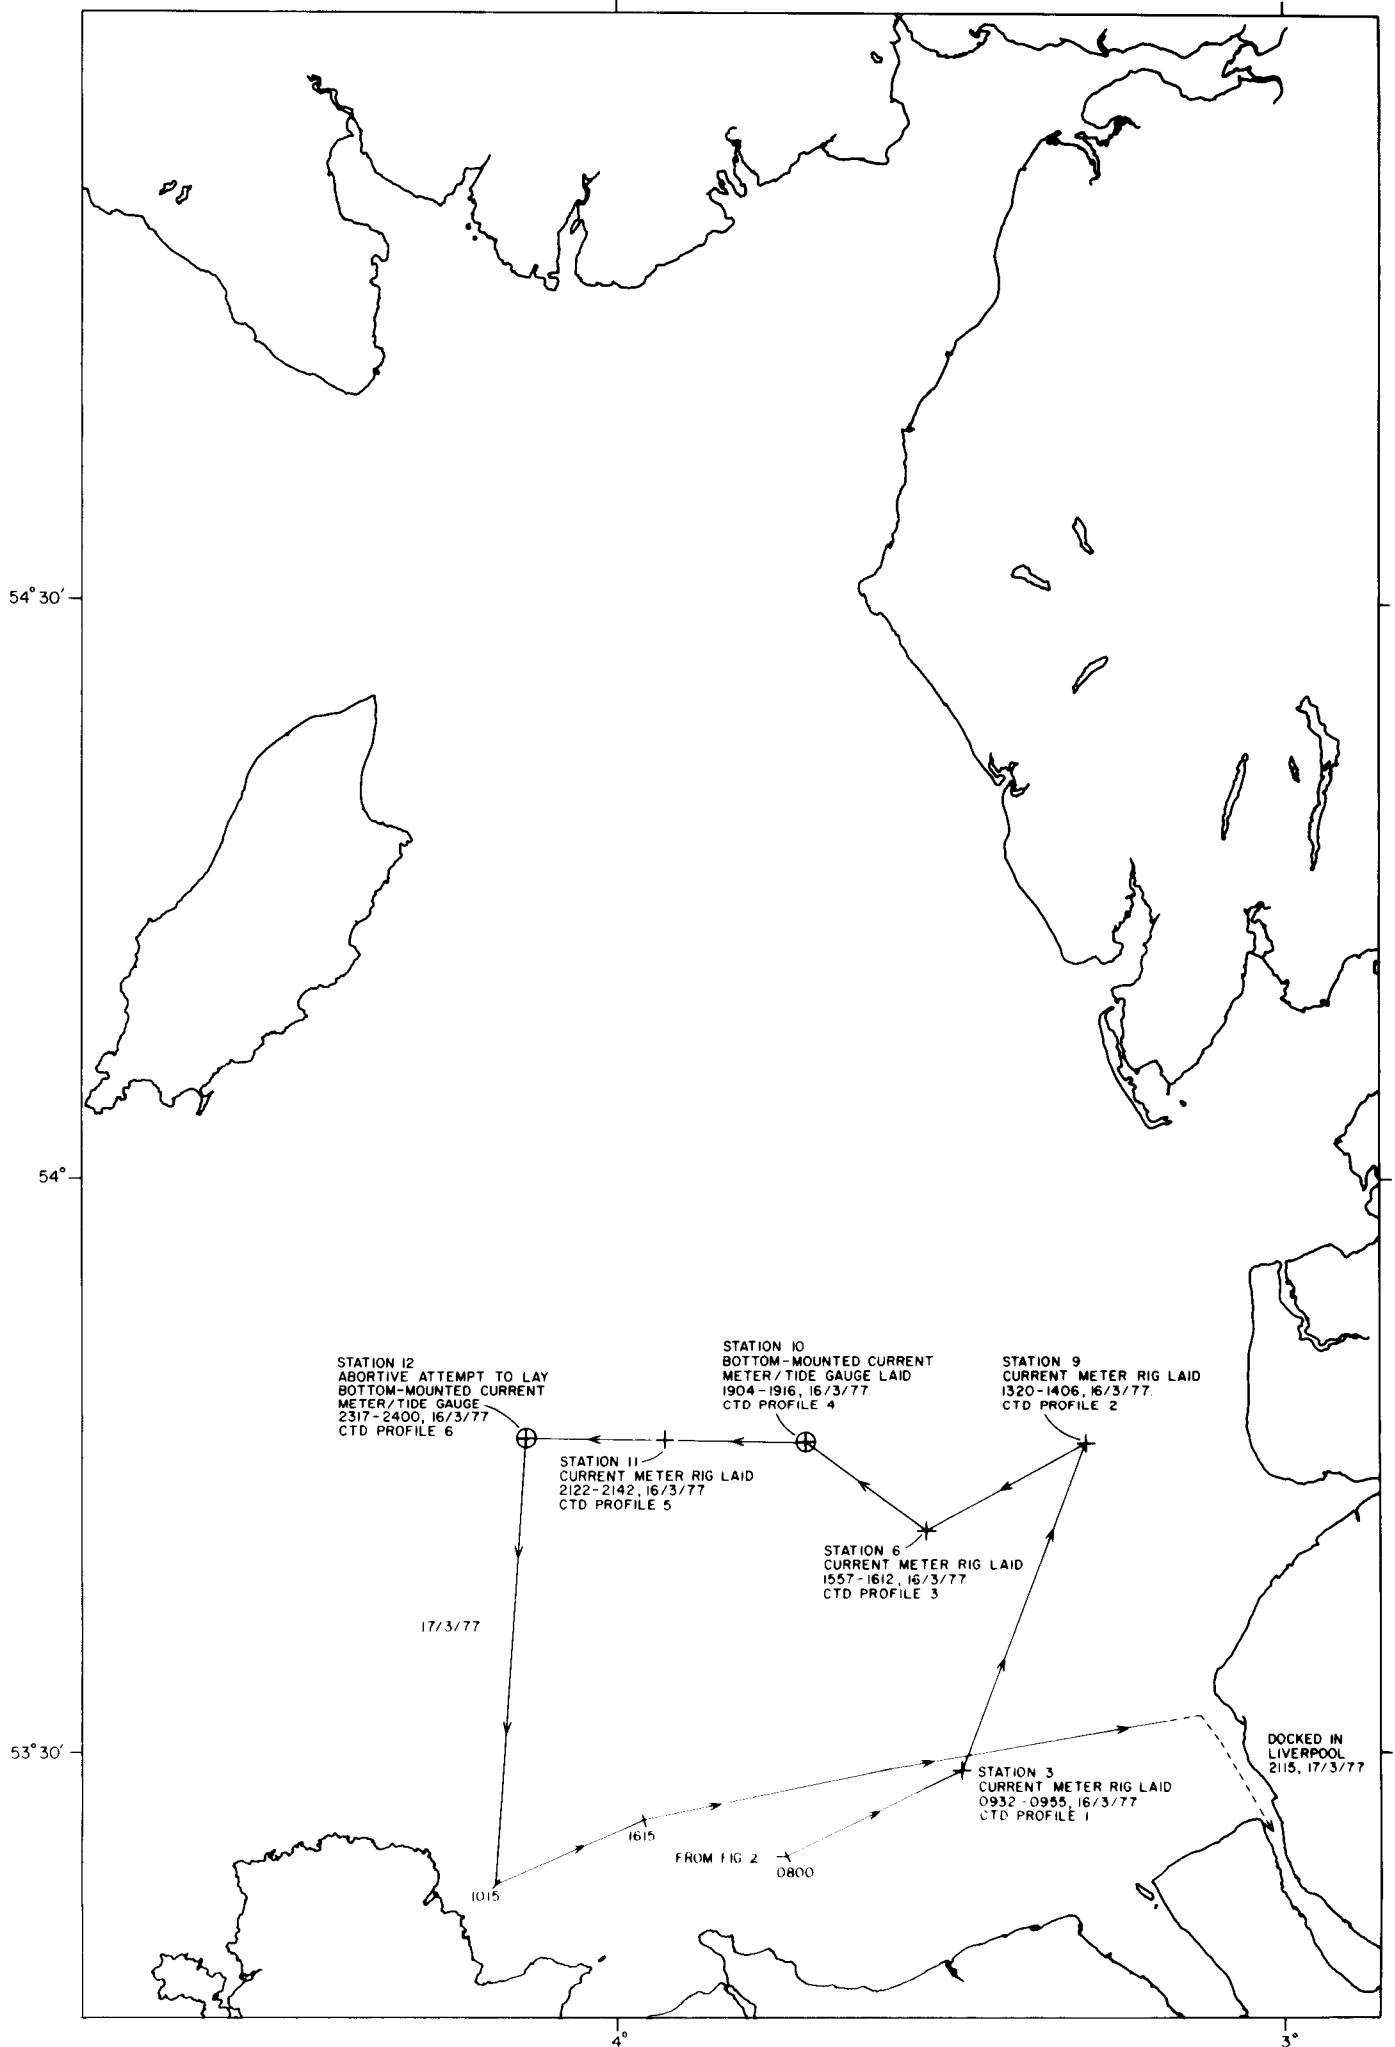 54° 30'
54°
STATION 12
ABORTIVE ATTEMPT TO LAY
BOTTOM-MOUNTED CURRENT
METER/TIDE GAUGE
2317-2400, 16/3/77
CTD PROFILE 6
STATION 10
BOTTOM-MOUNTED CURRENT
METER/TIDE GAUGE LAID
1904-1916, 16/3/77.
CTD PROFILE 4
STATION 9
CURRENT METER RIG LAID
1320-1406, 16/3/77.
CTD PROFILE 2
STATION 11
CURRENT METER RIG LAID
2122-2142, 16/3/77
CTD PROFILE 5
STATION 6
CURRENT METER RIG LAID
1557-1612, 16/3/77
CTD PROFILE 3
17/3/77
53° 30'
DOCKED IN
LIVERPOOL
2115, 17/3/77
STATION 3
CURRENT METER RIG LAID
0932-0955, 16/3/77
CTD PROFILE 1
1615
FROM FIG 2
0800
1015
4°
3°